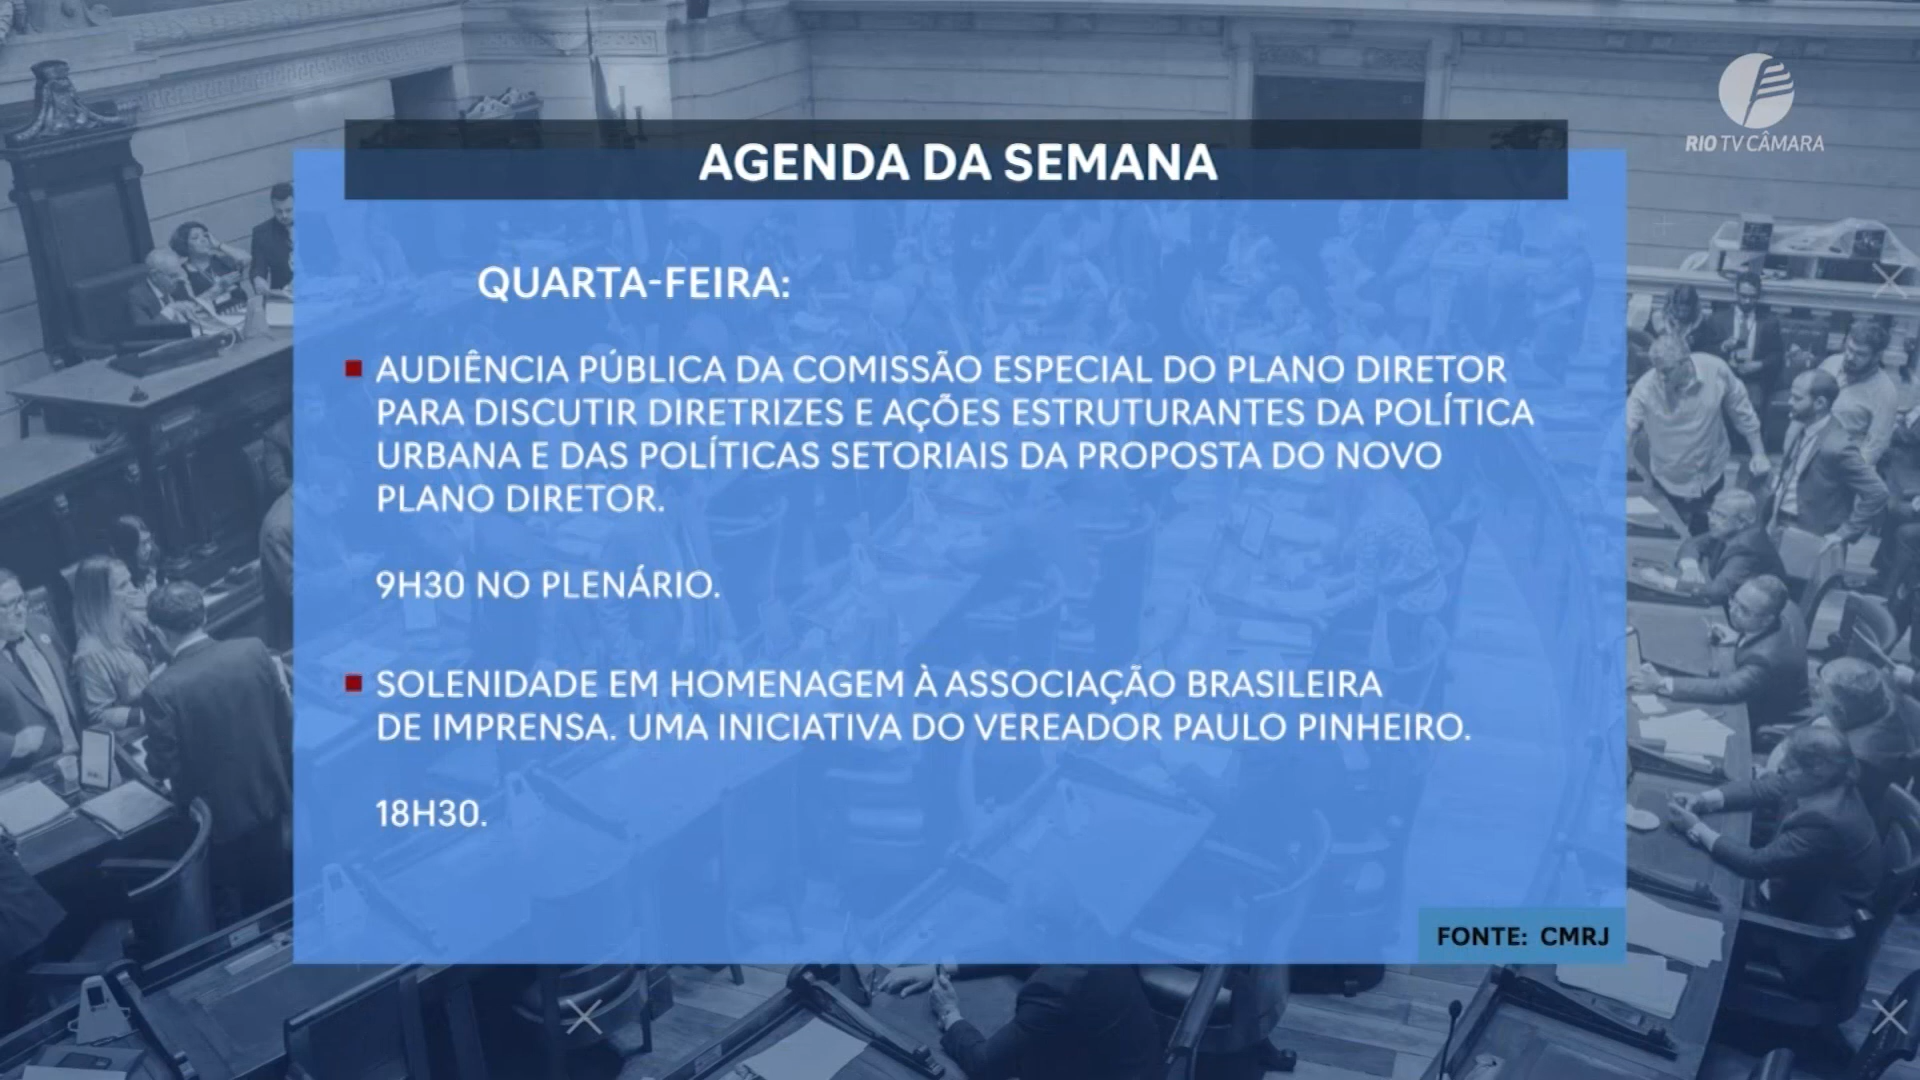 RIO TV CÂMARA
AGENDA DA SEMANA
QUARTA-FEIRA:
AUDIÊNCIA PÚBLICA DA COMISSÃO ESPECIAL DO PLANO DIRETOR
PARA DISCUTIR DIRETRIZES E AÇÕES ESTRUTURANTES DA POLÍTICA
URBANA E DAS POLÍTICAS SETORIAIS DA PROPOSTA DO NOVO
PLANO DIRETOR.
9H30 NO PLENÁRIO.
SOLENIDADE EM HOMENAGEM À ASSOCIAÇÃO BRASILEIRA
DE IMPRENSA. UMA INICIATIVA DO VEREADOR PAULO PINHEIRO.
18H30.
FONTE: CMRJ